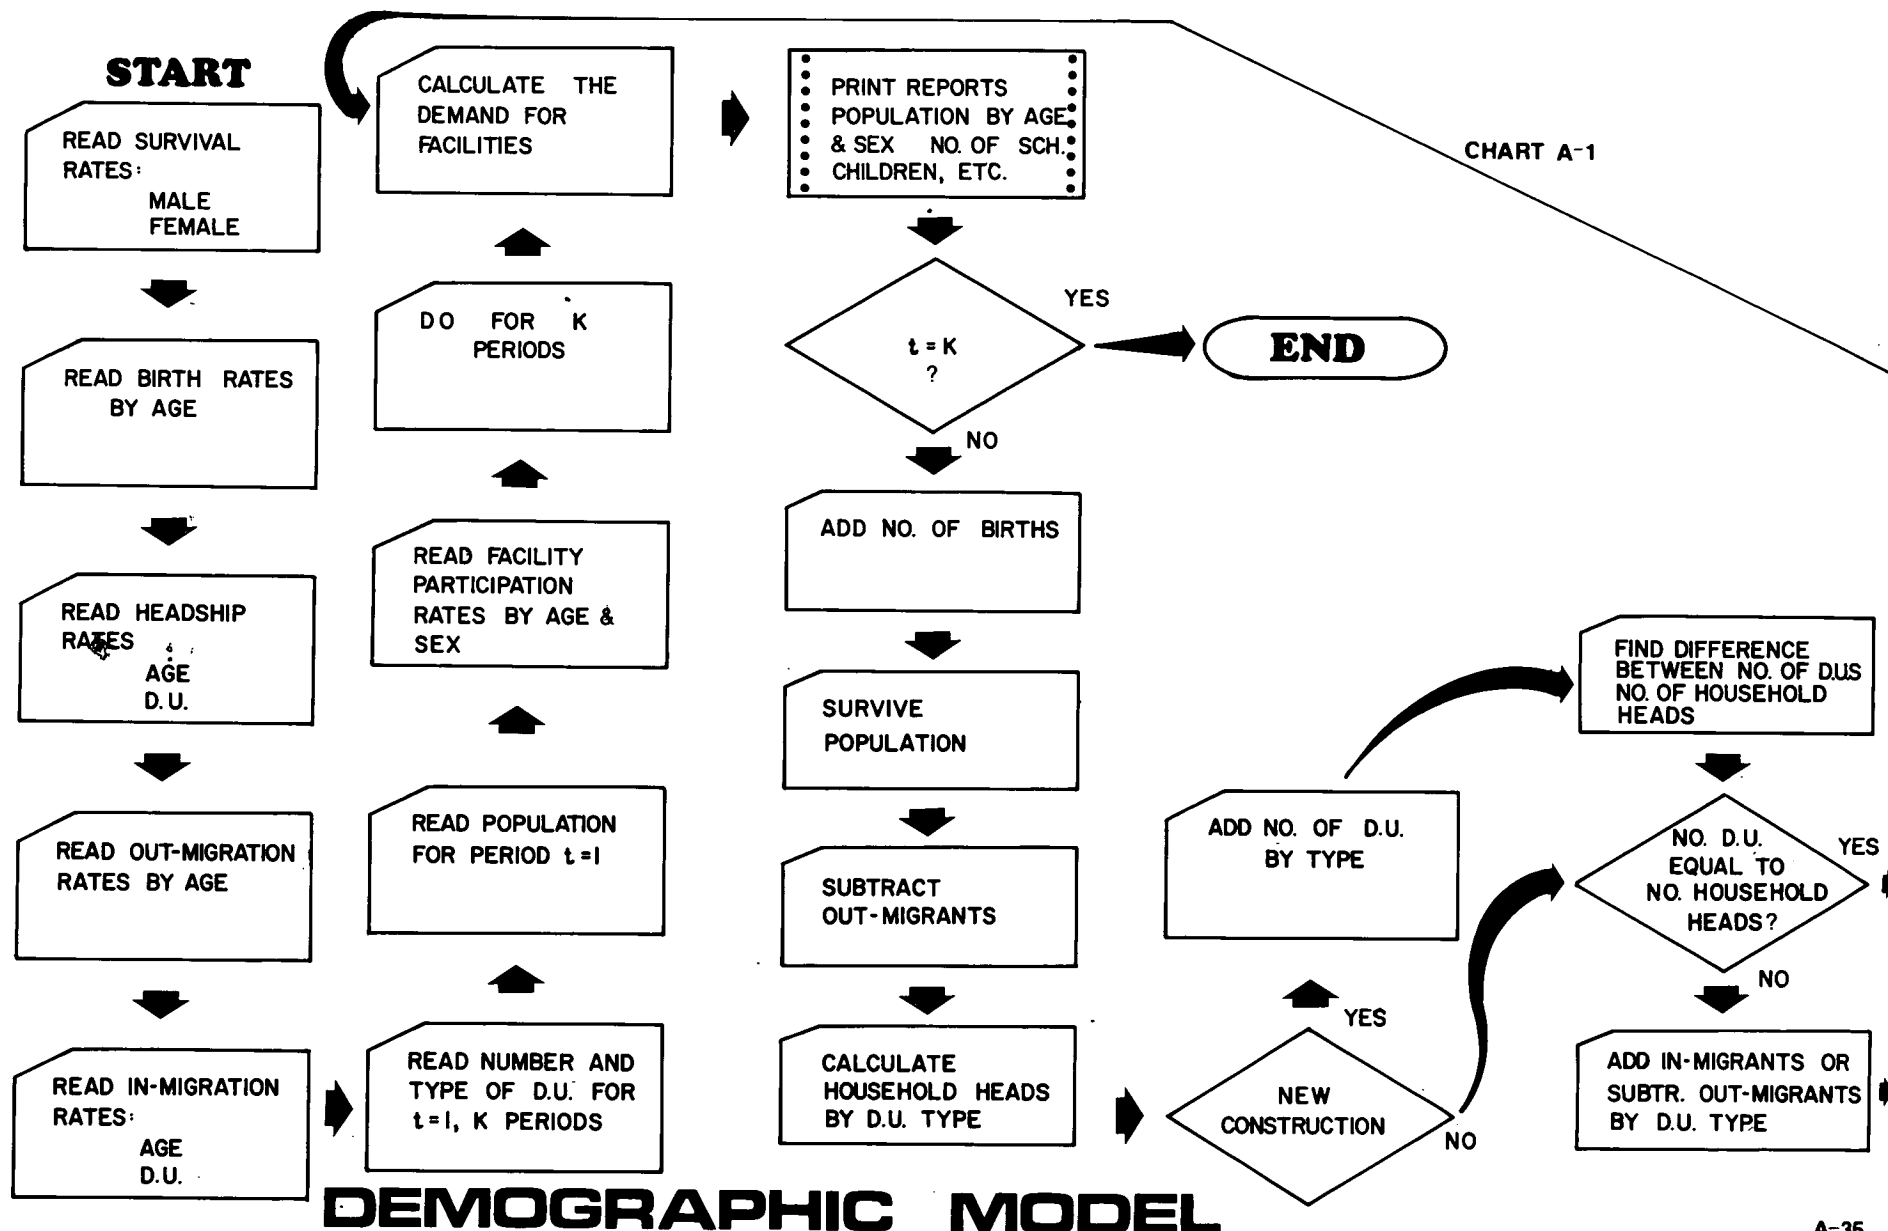 START
READ SURVIVAL
RATES:
MALE
FEMALE
READ BIRTH RATES
BY AGE
READ HEADSHIP
RATES
AGE
D.U.
READ OUT-MIGRATION
RATES BY AGE
READ IN-MIGRATION
RATES:
AGE
D.U.
READ NUMBER AND
TYPE OF D.U. FOR
t=1, K PERIODS
READ POPULATION
FOR PERIOD t=1
READ FACILITY
PARTICIPATION
RATES BY AGE &
SEX
DO FOR K
PERIODS
CALCULATE THE
DEMAND FOR
FACILITIES
PRINT REPORTS
POPULATION BY AGE
& SEX NO. OF SCH.
CHILDREN, ETC.
t=K
?
YES
END
NO
ADD NO. OF BIRTHS
SURVIVE
POPULATION
SUBTRACT
OUT-MIGRANTS
CALCULATE
HOUSEHOLD HEADS
BY D.U. TYPE
NEW
CONSTRUCTION
YES
NO
ADD NO. OF D.U.
BY TYPE
FIND DIFFERENCE
BETWEEN NO. OF D.U.S
NO. OF HOUSEHOLD
HEADS
NO. D.U.
EQUAL TO
NO. HOUSEHOLD
HEADS?
YES
NO
ADD IN-MIGRANTS OR
SUBTR. OUT-MIGRANTS
BY D.U. TYPE
CHART A-1
DEMOGRAPHIC MODEL
A-35